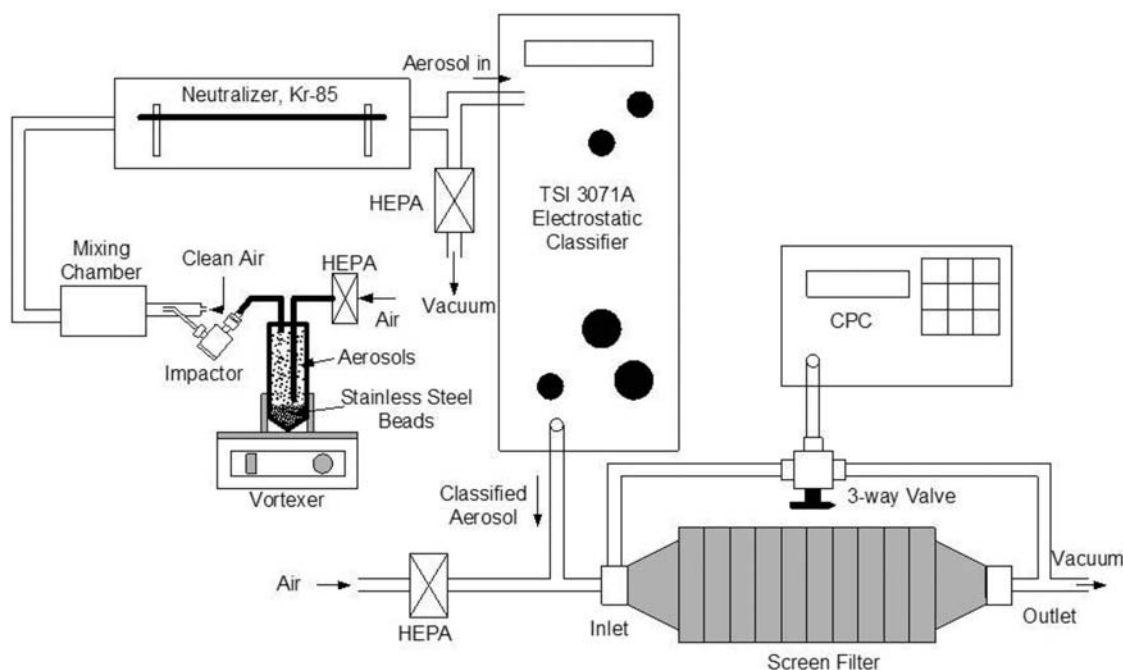 Aerosol in
Neutralizer, Kr-85
HEPA
TSI 3071A
Electrostatic
Classifier
Mixing
Chamber
Clean Air
HEPA
Vacuum
Air
CPC
Impactor
Aerosols
Stainless Steel
Beads
Vortexer
Classified
Aerosol
3-way Valve
Air
Vacuum
HEPA
Inlet
Outlet
Screen Filter